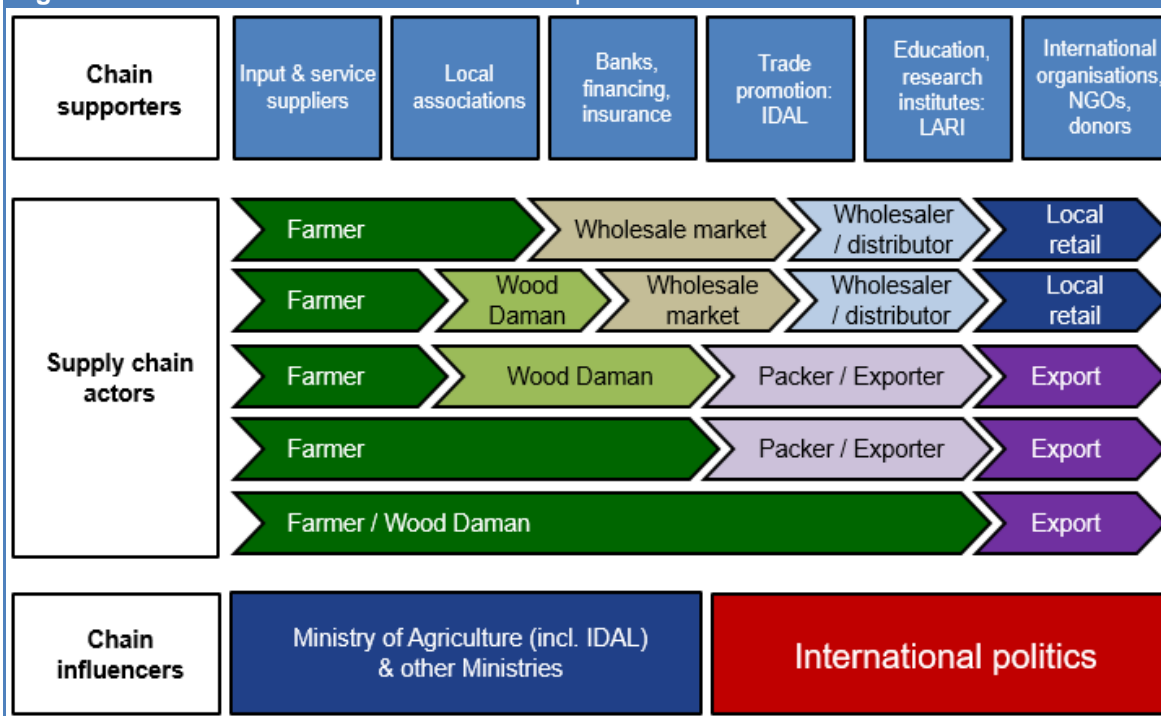 Chain
supporters
Input & service
suppliers
Local
associations
Banks,
financing,
insurance
Trade
promotion:
IDAL
Education,
research
institutes:
LARI
International
organisations,
NGOs,
donors
Supply chain
actors
Farmer
Wholesale market
Wholesaler
/ distributor
Local
retail
Farmer
Wood
Daman
Wholesale
market
Wholesaler
/ distributor
Local
retail
Farmer
Wood Daman
Packer / Exporter
Export
Farmer
Packer / Exporter
Export
Farmer / Wood Daman
Export
Chain
influencers
Ministry of Agriculture (incl. IDAL)
& other Ministries
International politics